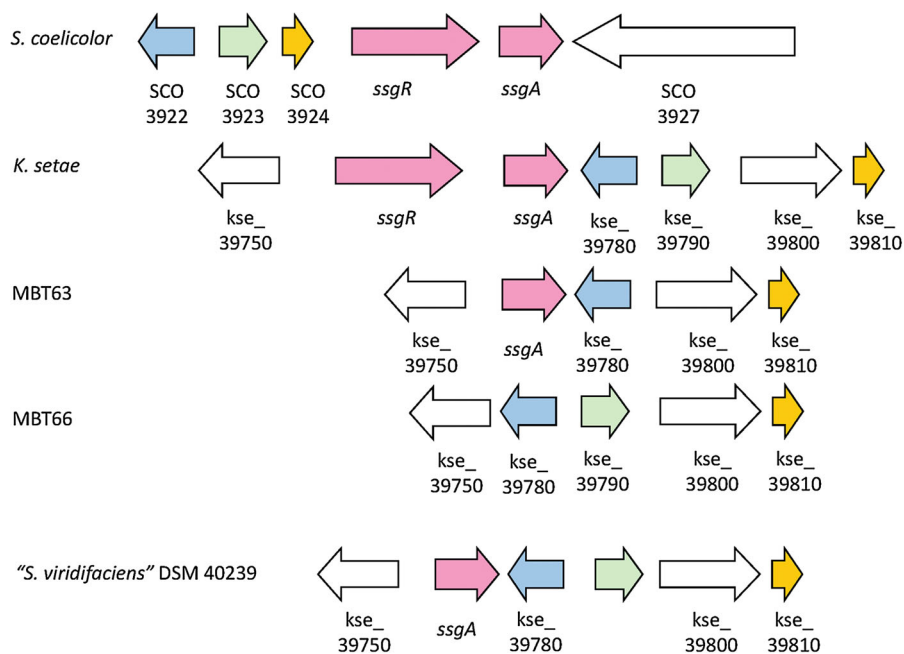 S. coelicolor
SCO SCO SCO ssgR ssgA SCO
3922 3923 3924 3927
K. setae
kse_ ssgR ssgA kse_ kse_ kse_ kse_
39750 39780 39790 39800 39810
MBT63
kse_ ssgA kse_ kse_ kse_
39750 39780 39800 39810
MBT66
kse_ kse_ kse_ kse_ kse_
39750 39780 39790 39800 39810
"S. viridifaciens" DSM 40239
kse_ ssgA kse_ kse_ kse_
39750 39780 39800 39810